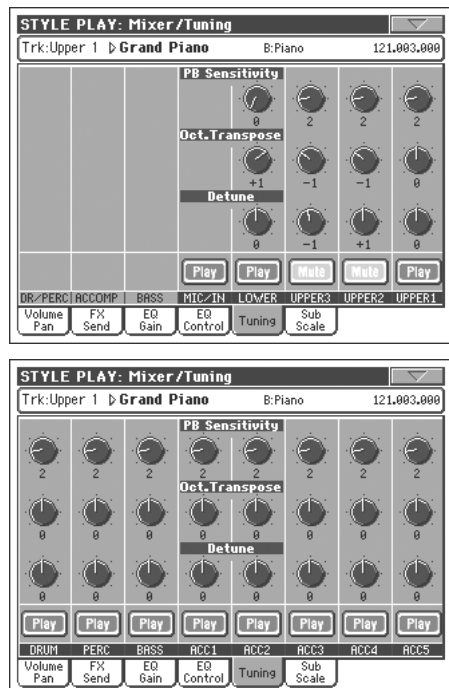 STYLE PLAY: Mixer/Tuning
Trk:Upper 1 Grand Piano B:Piano 121.003.000
PB Sensitivity
0 2 2 2
Oct.Transpose
+1 -1 -1 0
Detune
0 -1 +1 0
Play Play Mute Mute Play
DR/PERC ACCOMP BASS MIC/IN LOWER UPPER3 UPPER2 UPPER1
Volume Pan FX Send EQ Gain EQ Control Tuning Sub Scale
STYLE PLAY: Mixer/Tuning
Trk:Upper 1 Grand Piano B:Piano 121.003.000
PB Sensitivity
2 2 2 2 2 2 2 2
Oct.Transpose
0 0 0 0 0 0 0 0
Detune
0 0 0 0 0 0 0 0
Play Play Play Play Play Play Play Play
DRUM PERC BASS ACC1 ACC2 ACC3 ACC4 ACC5
Volume Pan FX Send EQ Gain EQ Control Tuning Sub Scale